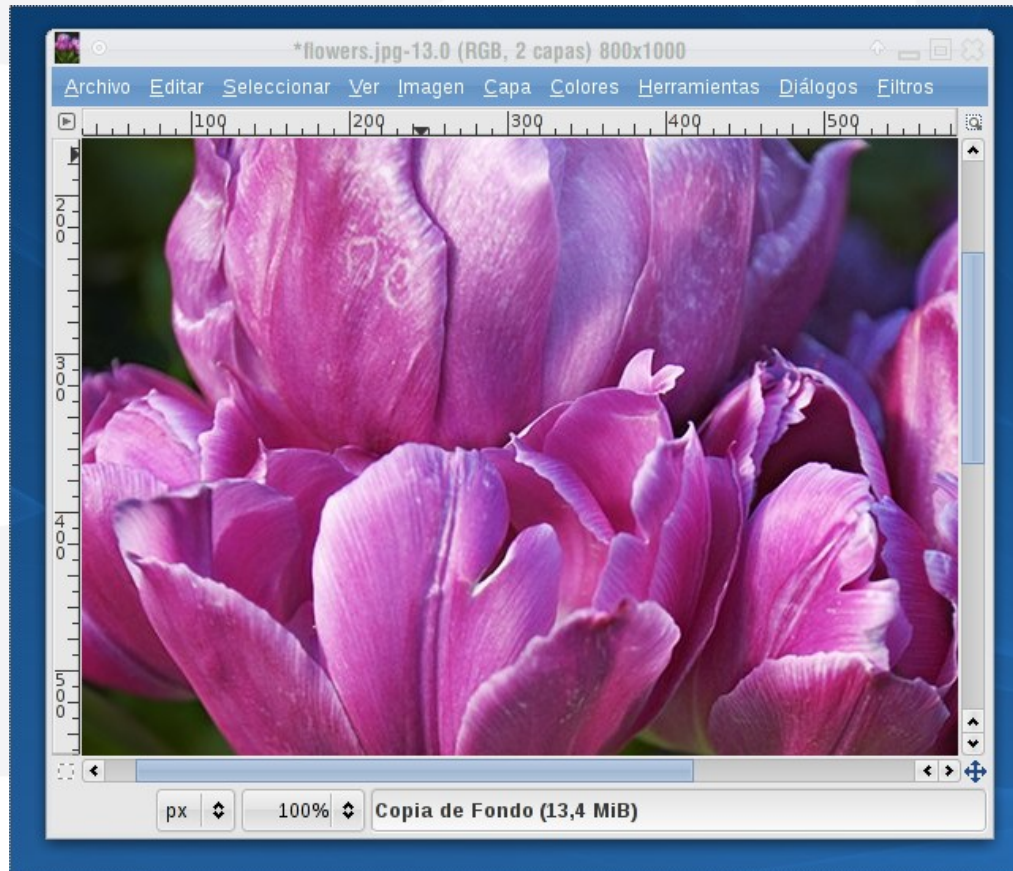 *flowers.jpg-13.0 (RGB, 2 capas) 800x1000
Archivo Editar Seleccionar Ver Imagen Capa Colores Herramientas Diálogos Filtros
100 200 300 400 500
200
300
400
500
px 100% Copia de Fondo (13,4 MiB)